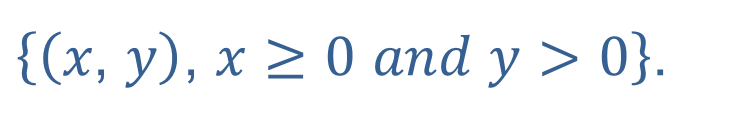 {(x, y), x ≥ 0 and y > 0}.